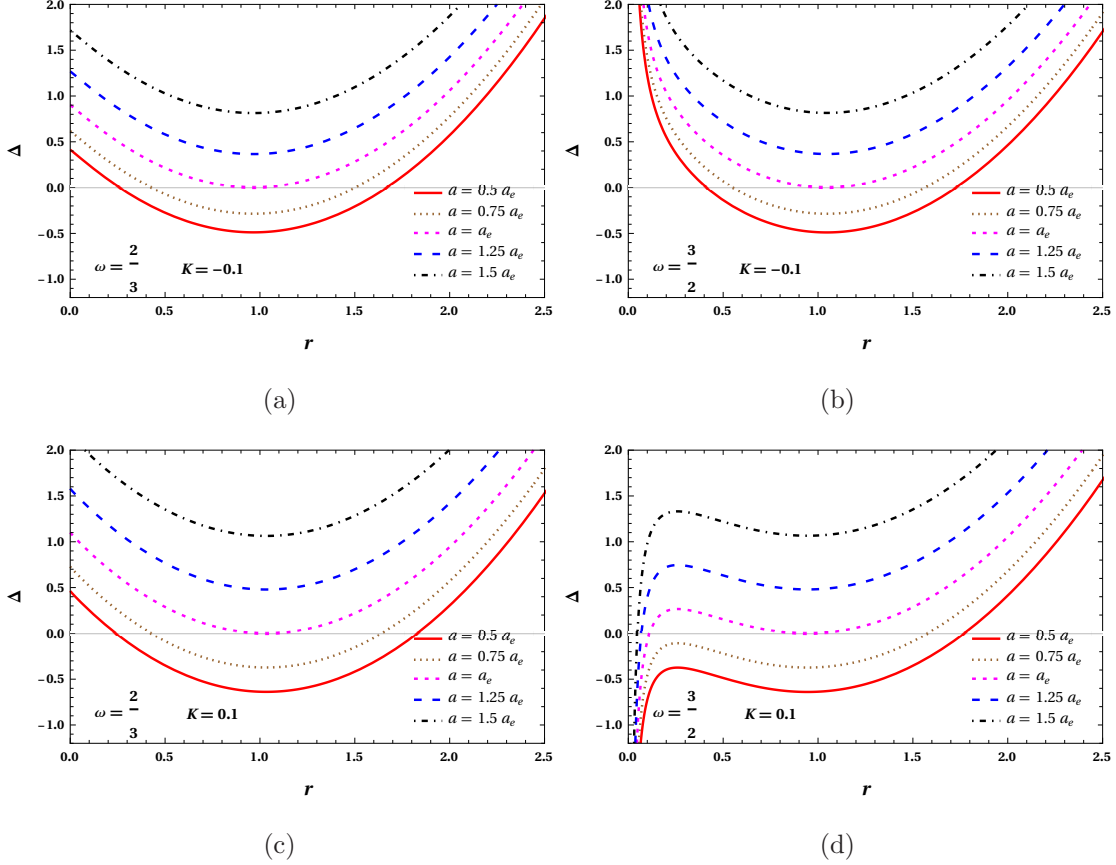 2.0
1.5
1.0
0.5
0.0
−0.5
−1.0
Δ
a = 0.5 a_e
a = 0.75 a_e
a = a_e
a = 1.25 a_e
a = 1.5 a_e
ω = 2/3 K = −0.1
0.0 0.5 1.0 1.5 2.0 2.5
r
(a)
2.0
1.5
1.0
0.5
0.0
−0.5
−1.0
Δ
a = 0.5 a_e
a = 0.75 a_e
a = a_e
a = 1.25 a_e
a = 1.5 a_e
ω = 3/2 K = −0.1
0.0 0.5 1.0 1.5 2.0 2.5
r
(b)
2.0
1.5
1.0
0.5
0.0
−0.5
−1.0
Δ
a = 0.5 a_e
a = 0.75 a_e
a = a_e
a = 1.25 a_e
a = 1.5 a_e
ω = 2/3 K = 0.1
0.0 0.5 1.0 1.5 2.0 2.5
r
(c)
2.0
1.5
1.0
0.5
0.0
−0.5
−1.0
Δ
a = 0.5 a_e
a = 0.75 a_e
a = a_e
a = 1.25 a_e
a = 1.5 a_e
ω = 3/2 K = 0.1
0.0 0.5 1.0 1.5 2.0 2.5
r
(d)